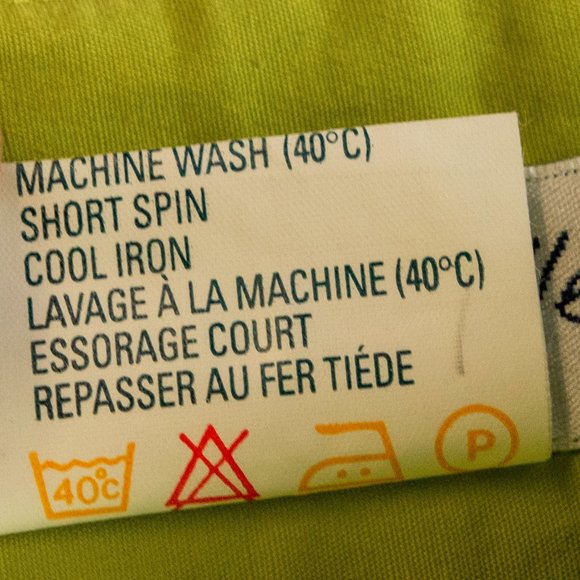 MACHINE WASH (40°C)
SHORT SPIN
COOL IRON
LAVAGE À LA MACHINE (40°C)
ESSORAGE COURT
REPASSER AU FER TIÉDE
40°C
P